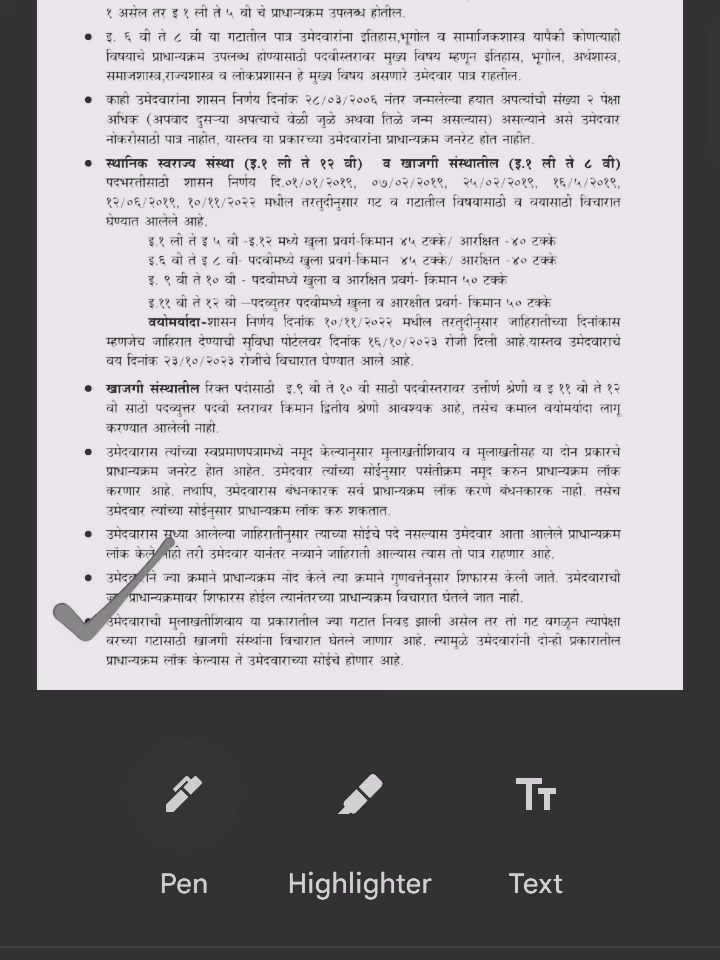 १ असेल तर इ १ ली ते ५ वी चे प्राधान्यक्रम उपलब्ध होतील.
● इ. ६ वी ते ८ वी या गटातील पात्र उमेदवारांना इतिहास,भूगोल व सामाजिकशास्त्र यापैकी कोणत्याही
विषयाचे प्राधान्यक्रम उपलब्ध होण्यासाठी पदवीस्तरावर मुख्य विषय म्हणून इतिहास, भूगोल, अर्थशास्त्र,
समाजशास्त्र,राज्यशास्त्र व लोकप्रशासन हे मुख्य विषय असणारे उमेदवार पात्र राहतील.
● काही उमेदवारांना शासन निर्णय दिनांक २८/०३/२००६ नंतर जन्मलेल्या हयात अपत्यांची संख्या २ पेक्षा
अधिक (अपवाद दुसऱ्या अपत्याचे वेळी जुळे अथवा तिळे जन्म असल्यास) असल्याने असे उमेदवार
नोकरीसाठी पात्र नाहीत, यास्तव या प्रकारच्या उमेदवारांना प्राधान्यक्रम जनरेट होत नाहीत.
● स्थानिक स्वराज्य संस्था (इ.१ ली ते १२ वी) व खाजगी संस्थातील (इ.१ ली ते ८ वी)
पदभरतीसाठी शासन निर्णय दि.०१/०१/२०१९, ०७/०२/२०१९, २५/०२/२०१९, १६/५/२०१९,
१२/०६/२०१९, १०/११/२०२२ मधील तरतदीनुसार गट व गटातील विषयासाठी व वयासाठी विचारात
घेण्यात आलेले आहे.
इ.१ ली ते इ ५ वी -इ.१२ मध्ये खुला प्रवर्ग-किमान ४५ टक्के/ आरक्षित -४० टक्के
इ.६ वी ते इ ८ वी- पदवीमध्ये खुला प्रवर्ग-किमान ४५ टक्के/ आरक्षित -४० टक्के
इ. ९ वी ते १० वी - पदवीमध्ये खुला व आरक्षित प्रवर्ग- किमान ५० टक्के
इ.११ वी ते १२ वी –पदव्युतर पदवीमध्ये खुला व आरक्षीत प्रवर्ग- किमान ५० टक्के
वयोमर्यादा-शासन निर्णय दिनांक १०/११/२०२२ मधील तरतदीनुसार जाहिरातीच्या दिनांकास
म्हणजेच जाहिरात देण्याची सुविधा पोर्टलवर दिनांक १६/१०/२०२३ रोजी दिली आहे.यास्तव उमेदवाराचे
वय दिनांक २३/१०/२०२३ रोजीचे विचारात घेण्यात आले आहे.
● खाजगी संस्थातील रिक्त पदांसाठी इ.९ वी ते १० वी साठी पदवीस्तरावर उत्तीर्ण श्रेणी व इ ११ वी ते १२
वी साठी पदव्युत्तर पदवी स्तरावर किमान द्वितीय श्रेणी आवश्यक आहे, तसेच कमाल वयोमर्यादा लागू
करण्यात आलेली नाही.
● उमेदवारास त्यांच्या स्वप्रमाणपत्रामध्ये नमूद केल्यानुसार मुलाखतीशिवाय व मुलाखतीसह या दोन प्रकारचे
प्राधान्यक्रम जनरेट होत आहेत. उमेदवार त्यांच्या सोईनुसार पसंतीक्रम नमूद करुन प्राधान्यक्रम लॉक
करणार आहे. तथापि, उमेदवारास बंधनकारक सर्व प्राधान्यक्रम लॉक करणे बंधनकारक नाही. तसेच
उमेदवार त्यांच्या सोईनुसार प्राधान्यक्रम लॉक करु शकतात.
● उमेदवारास सध्या आलेल्या जाहिरातीनुसार त्याच्या सोईचे पदे नसल्यास उमेदवार आता आलेले प्राधान्यक्रम
लॉक केले नाही तरी उमेदवार यानंतर नव्याने जाहिराती आल्यास त्यास तो पात्र राहणार आहे.
● उमेदवाराने ज्या क्रमाने प्राधान्यक्रम नोंद केले त्या क्रमाने गुणवत्तेनुसार शिफारस केली जाते. उमेदवाराची
ज्या प्राधान्यक्रमावर शिफारस होईल त्यानंतरच्या प्राधान्यक्रम विचारात घेतले जात नाही.
● उमेदवाराची मुलाखतीशिवाय या प्रकारातील ज्या गटात निवड झाली असेल तर तो गट वगळून त्यापेक्षा
वरच्या गटासाठी खाजगी संस्थांना विचारात घेतले जाणार आहे. त्यामुळे उमेदवारांनी दोन्ही प्रकारातील
प्राधान्यक्रम लॉक केल्यास ते उमेदवाराच्या सोईचे होणार आहे.
Pen Highlighter Text